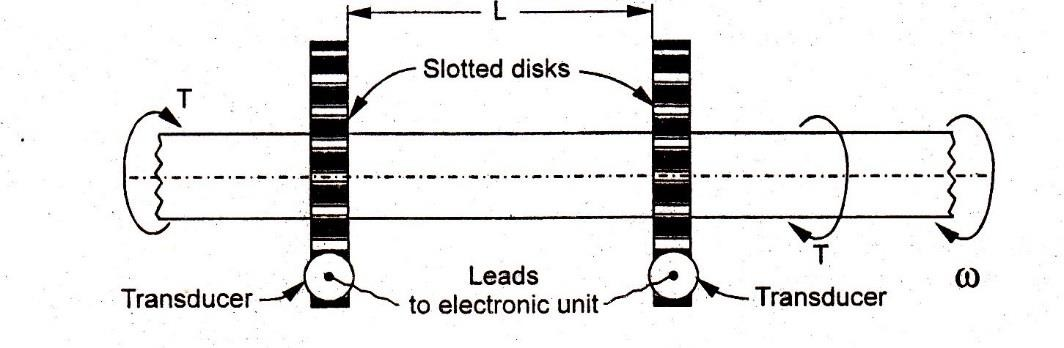 L
Slotted disks
T
T
ω
Transducer
Leads
to electronic unit
Transducer